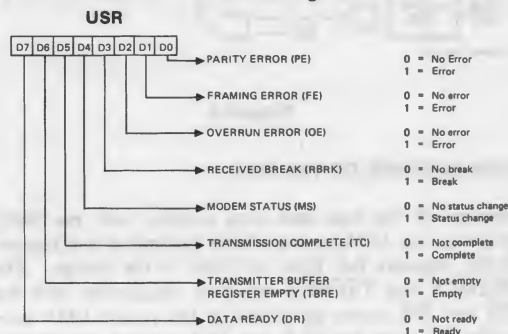 USR
D7 D6 D5 D4 D3 D2 D1 D0
PARITY ERROR (PE)
0 = No Error
1 = Error
FRAMING ERROR (FE)
0 = No error
1 = Error
OVERRUN ERROR (OE)
0 = No error
1 = Error
RECEIVED BREAK (RBRK)
0 = No break
1 = Break
MODEM STATUS (MS)
0 = No status change
1 = Status change
TRANSMISSION COMPLETE (TC)
0 = Not complete
1 = Complete
TRANSMITTER BUFFER
REGISTER EMPTY (TBRE)
0 = Not empty
1 = Empty
DATA READY (DR)
0 = Not ready
1 = Ready